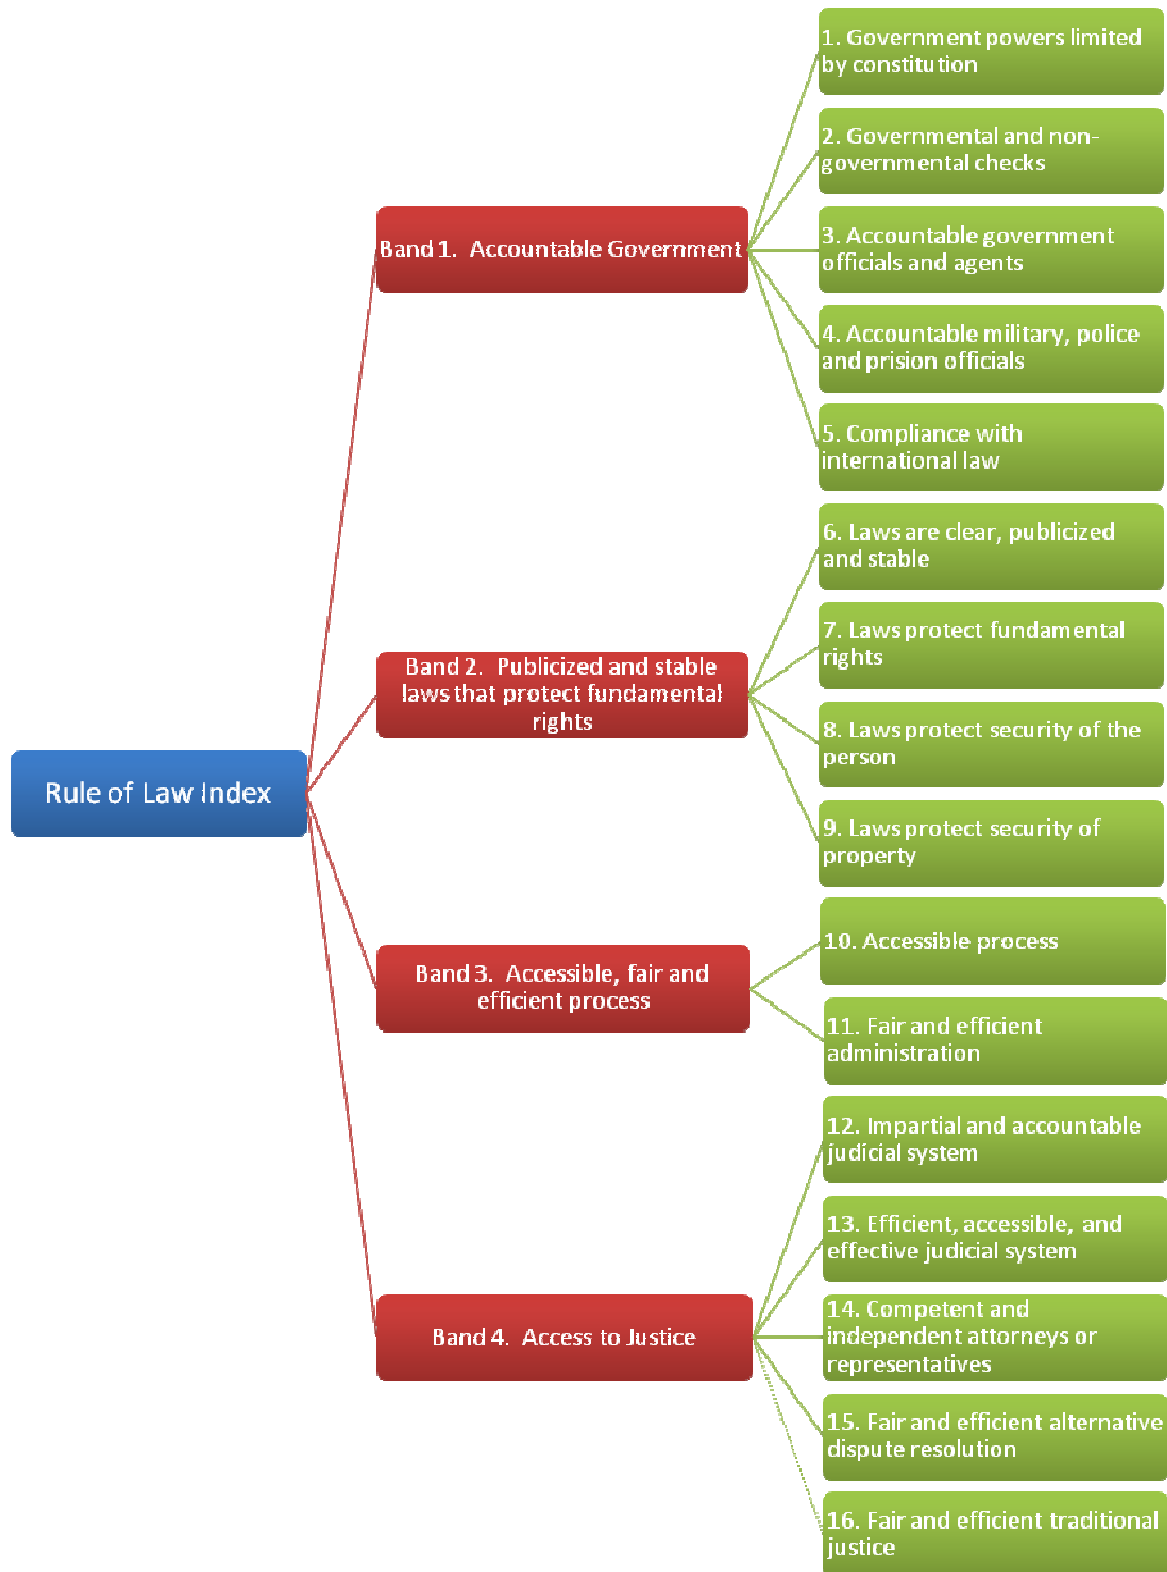 Rule of Law Index
Band 1.  Accountable Government
1. Government powers limited
by constitution
2. Governmental and non-
governmental checks
3. Accountable government
officials and agents
4. Accountable military, police
and prision officials
5. Compliance with
international law
Band 2.  Publicized and stable
laws that protect fundamental
rights
6. Laws are clear, publicized
and stable
7. Laws protect fundamental
rights
8. Laws protect security of the
person
9. Laws protect security of
property
Band 3.  Accessible, fair and
efficient process
10. Accessible process
11. Fair and efficient
administration
Band 4.  Access to Justice
12. Impartial and accountable
judicial system
13. Efficient, accessible,  and
effective judicial system
14. Competent and
independent attorneys or
representatives
15. Fair and efficient alternative
dispute resolution
16. Fair and efficient traditional
justice